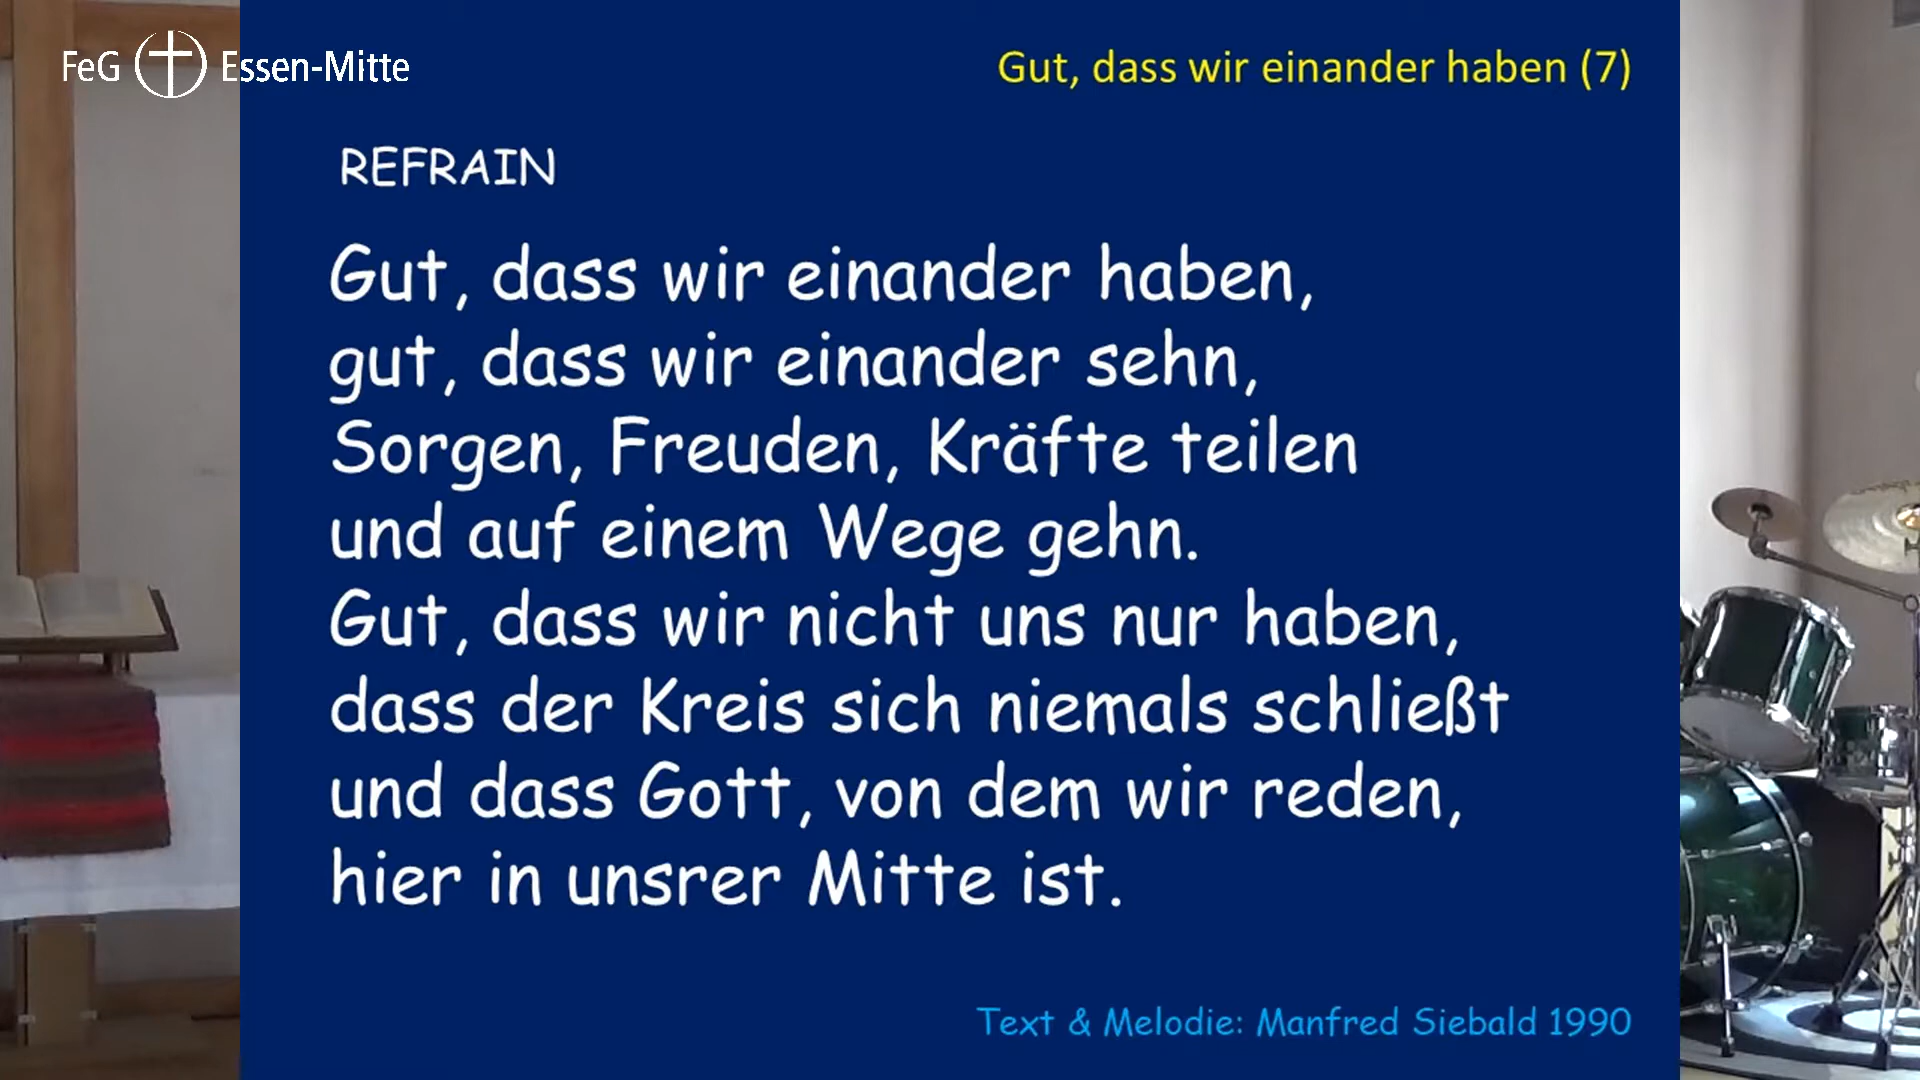 FeG Essen-Mitte
Gut, dass wir einander haben (7)
REFRAIN
Gut, dass wir einander haben,
gut, dass wir einander sehn,
Sorgen, Freuden, Kräfte teilen
und auf einem Wege gehn.
Gut, dass wir nicht uns nur haben,
dass der Kreis sich niemals schließt
und dass Gott, von dem wir reden,
hier in unsrer Mitte ist.
Text & Melodie: Manfred Siebald 1990